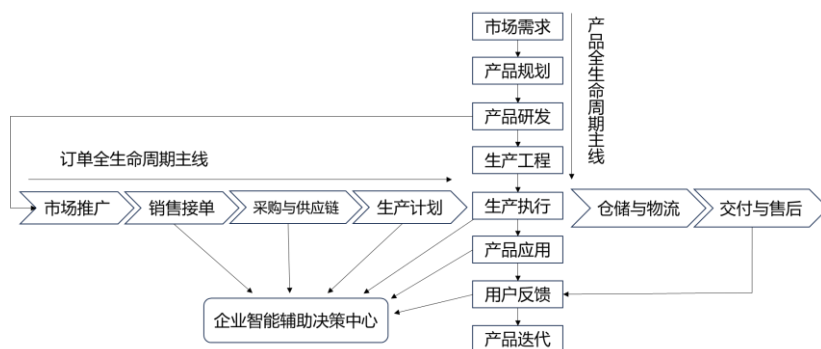 市场需求
产品规划
产品研发
生产工程
产品全生命周期主线
订单全生命周期主线
市场推广
销售接单
采购与供应链
生产计划
生产执行
仓储与物流
交付与售后
产品应用
用户反馈
企业智能辅助决策中心
产品迭代